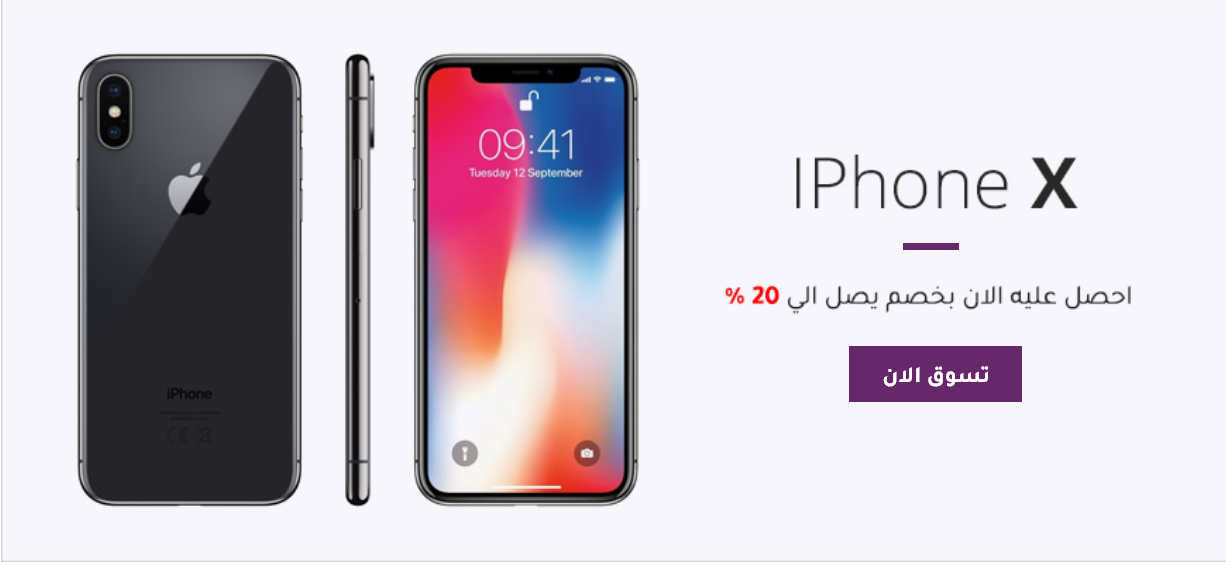 09:41
Tuesday 12 September
iPhone
IPhone X
احصل عليه الان بخصم يصل الي 20 %
تسوق الان